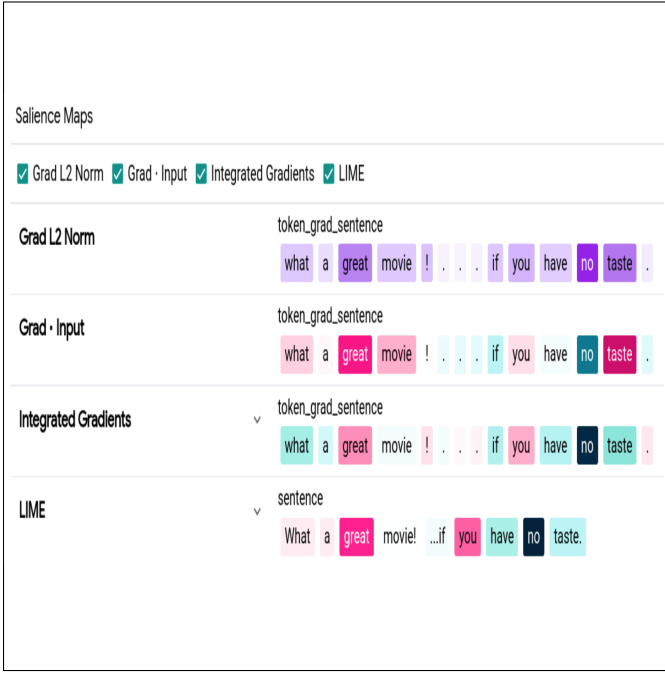 Salience Maps
Grad L2 Norm Grad · Input Integrated Gradients LIME
Grad L2 Norm
token_grad_sentence
what a great movie ! . . . if you have no taste .
Grad · Input
token_grad_sentence
what a great movie ! . . . if you have no taste .
Integrated Gradients
token_grad_sentence
what a great movie ! . . . if you have no taste .
LIME
sentence
What a great movie! ...if you have no taste.